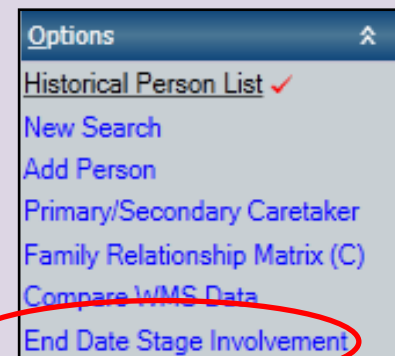 Options
Historical Person List
New Search
Add Person
Primary/Secondary Caretaker
Family Relationship Matrix (C)
Compare WMS Data
End Date Stage Involvement